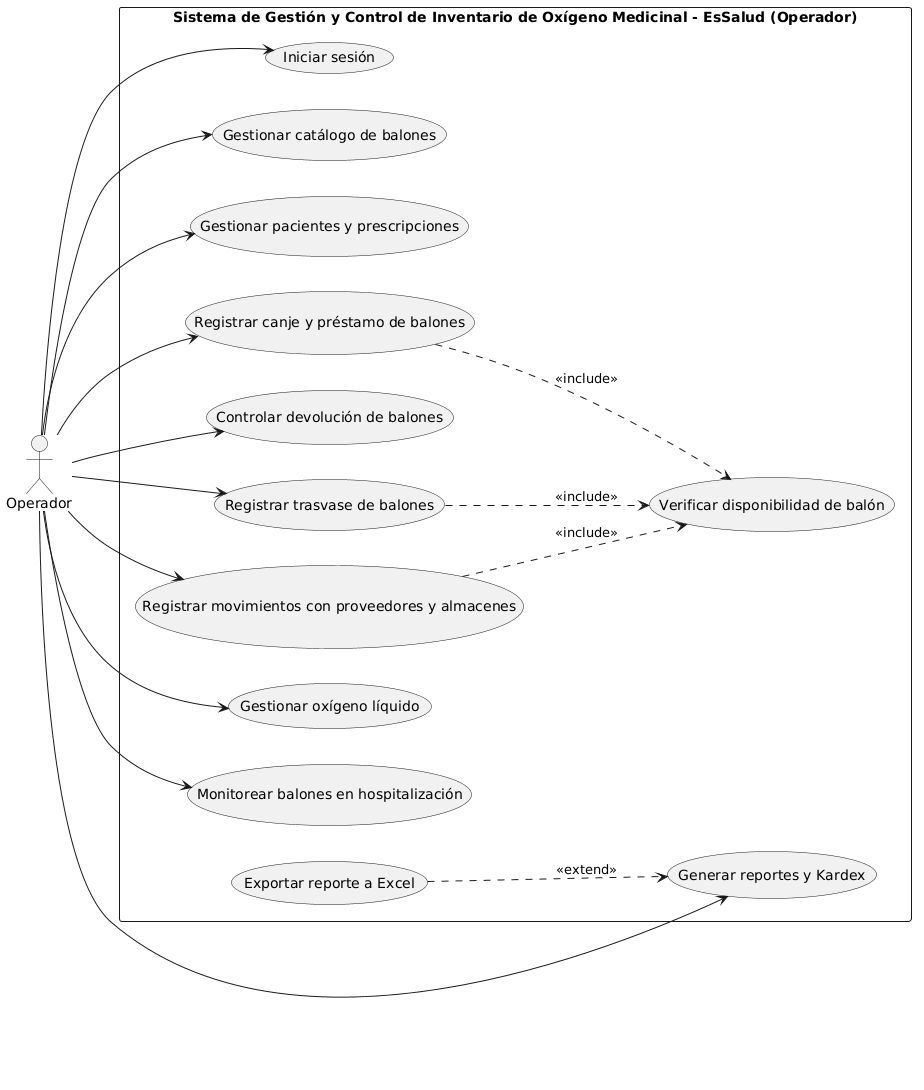 Sistema de Gestión y Control de Inventario de Oxígeno Medicinal - EsSalud (Operador)
Iniciar sesión
Gestionar catálogo de balones
Gestionar pacientes y prescripciones
Registrar canje y préstamo de balones
«include»
Controlar devolución de balones
Operador
Registrar trasvase de balones
«include»
Verificar disponibilidad de balón
«include»
Registrar movimientos con proveedores y almacenes
Gestionar oxígeno líquido
Monitorear balones en hospitalización
Exportar reporte a Excel
«extend»
Generar reportes y Kardex